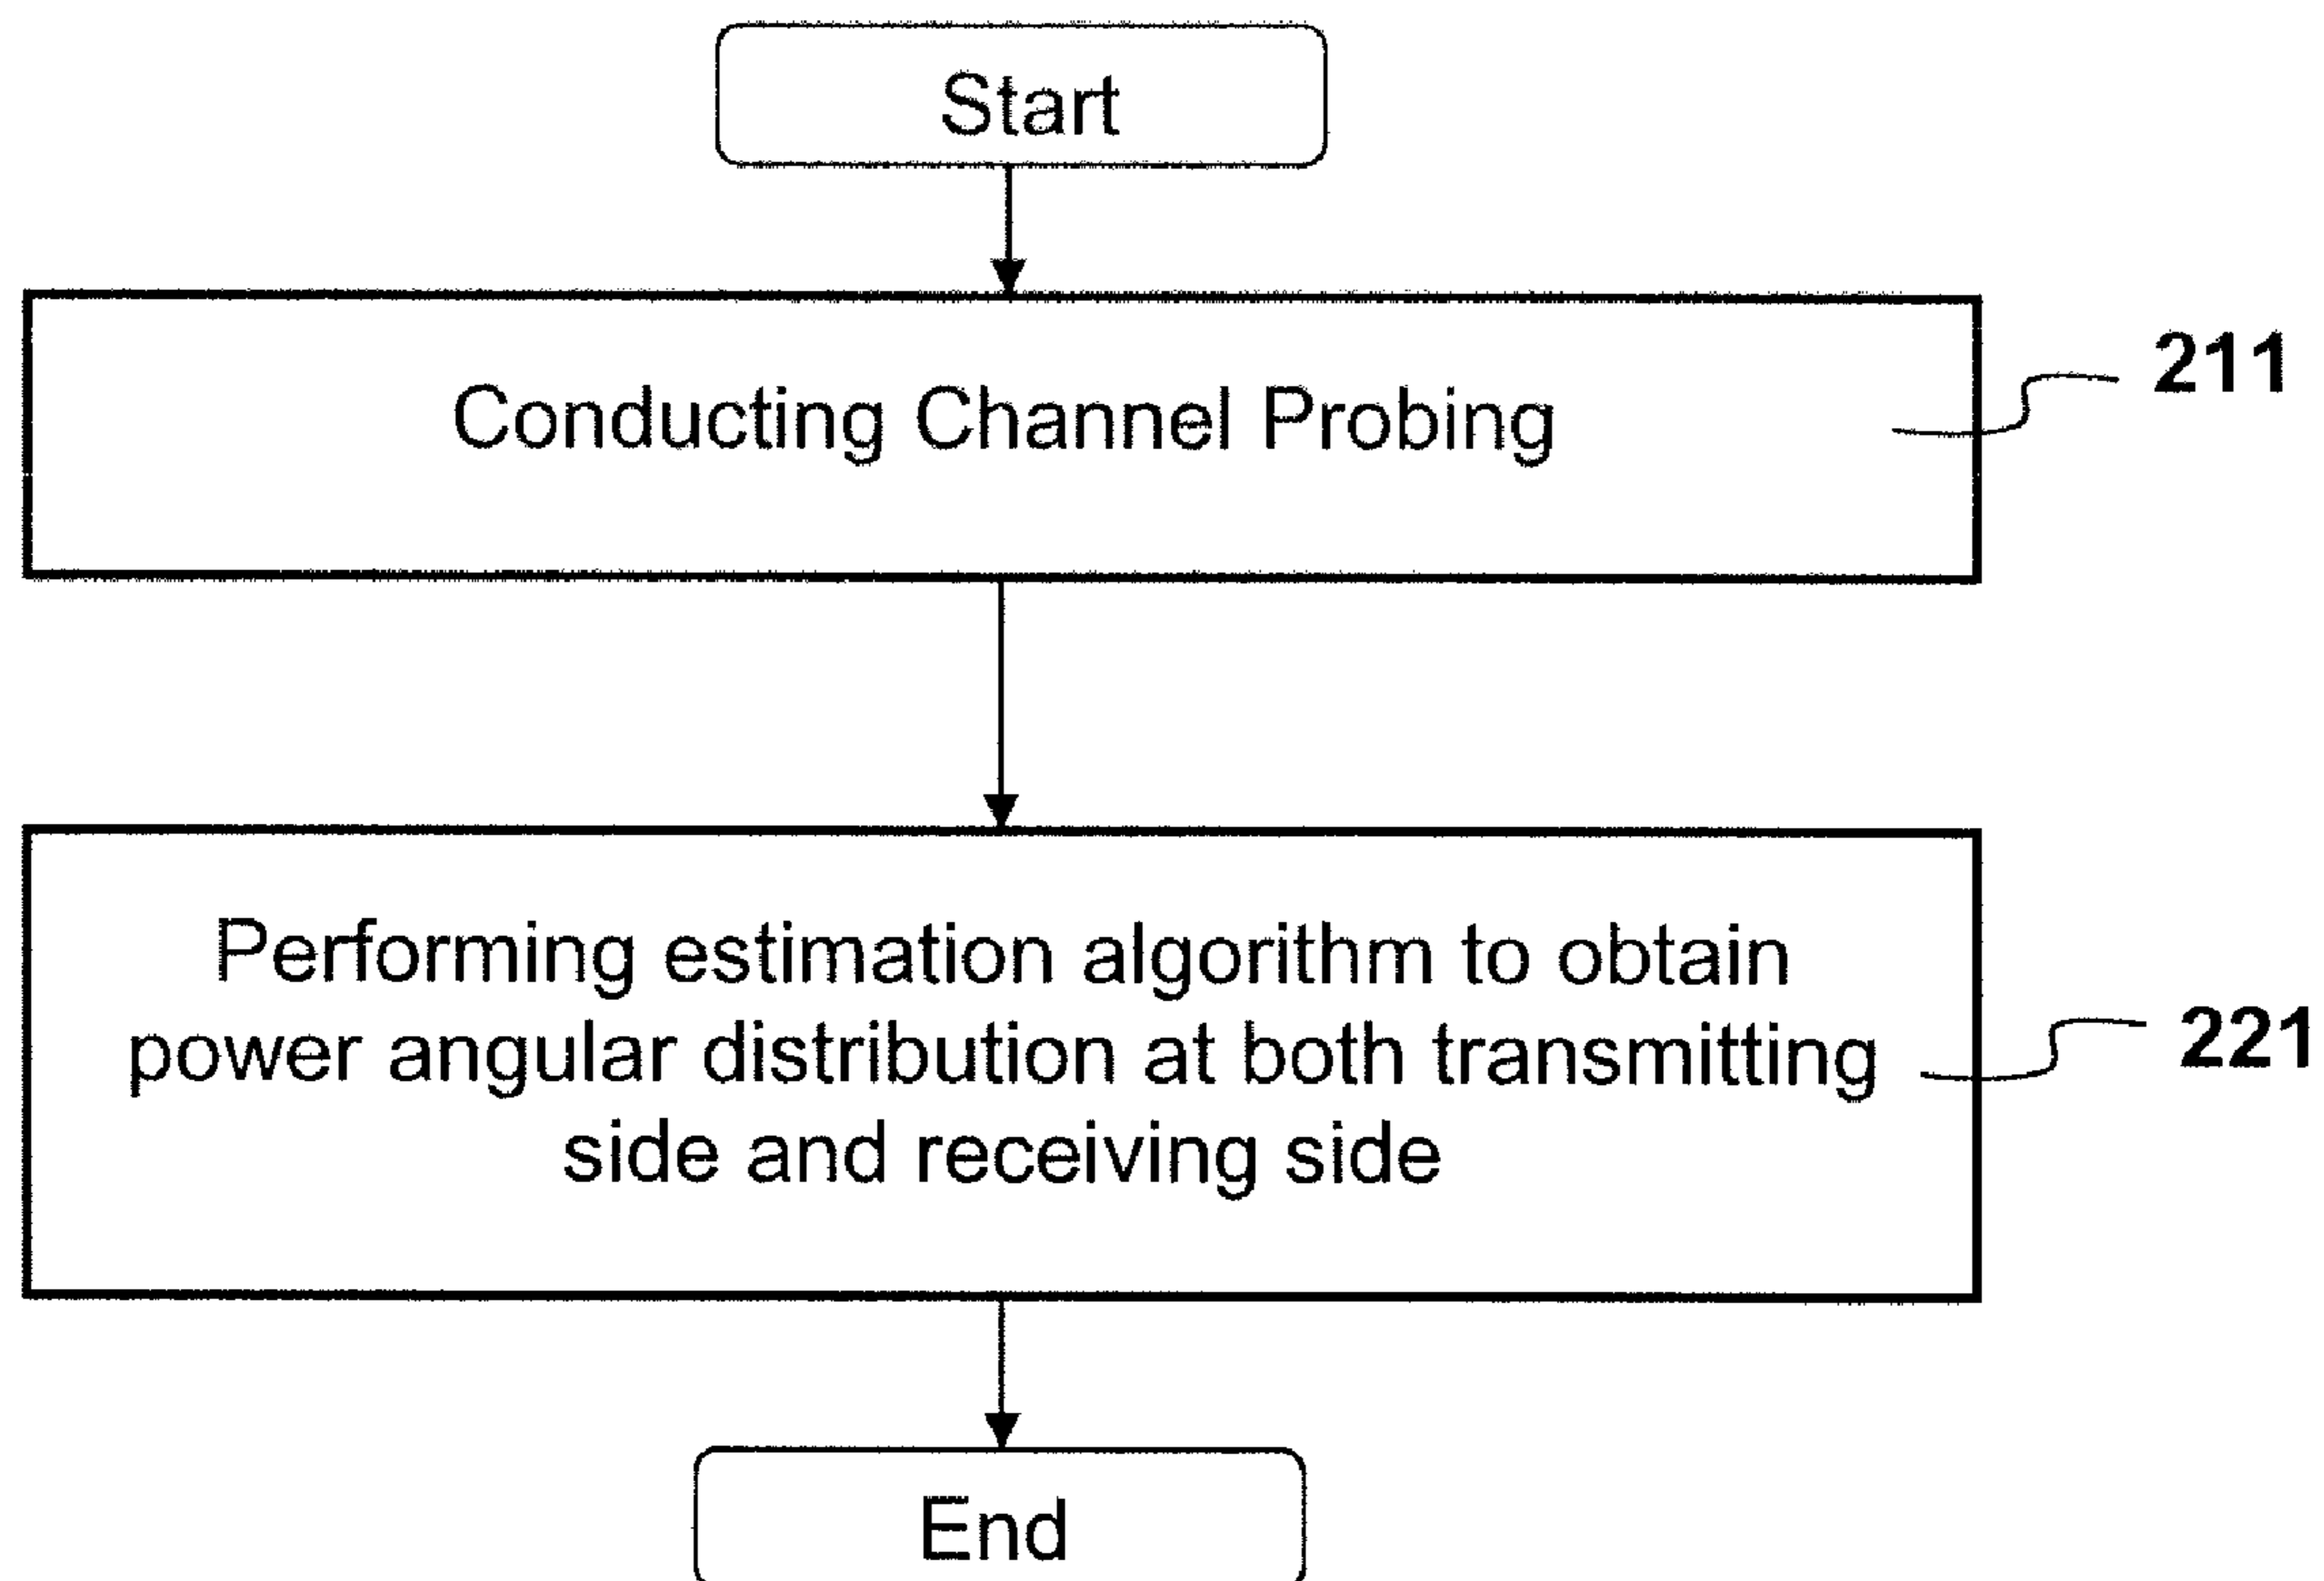 Start
Conducting Channel Probing
211
Performing estimation algorithm to obtain
power angular distribution at both transmitting
side and receiving side
221
End